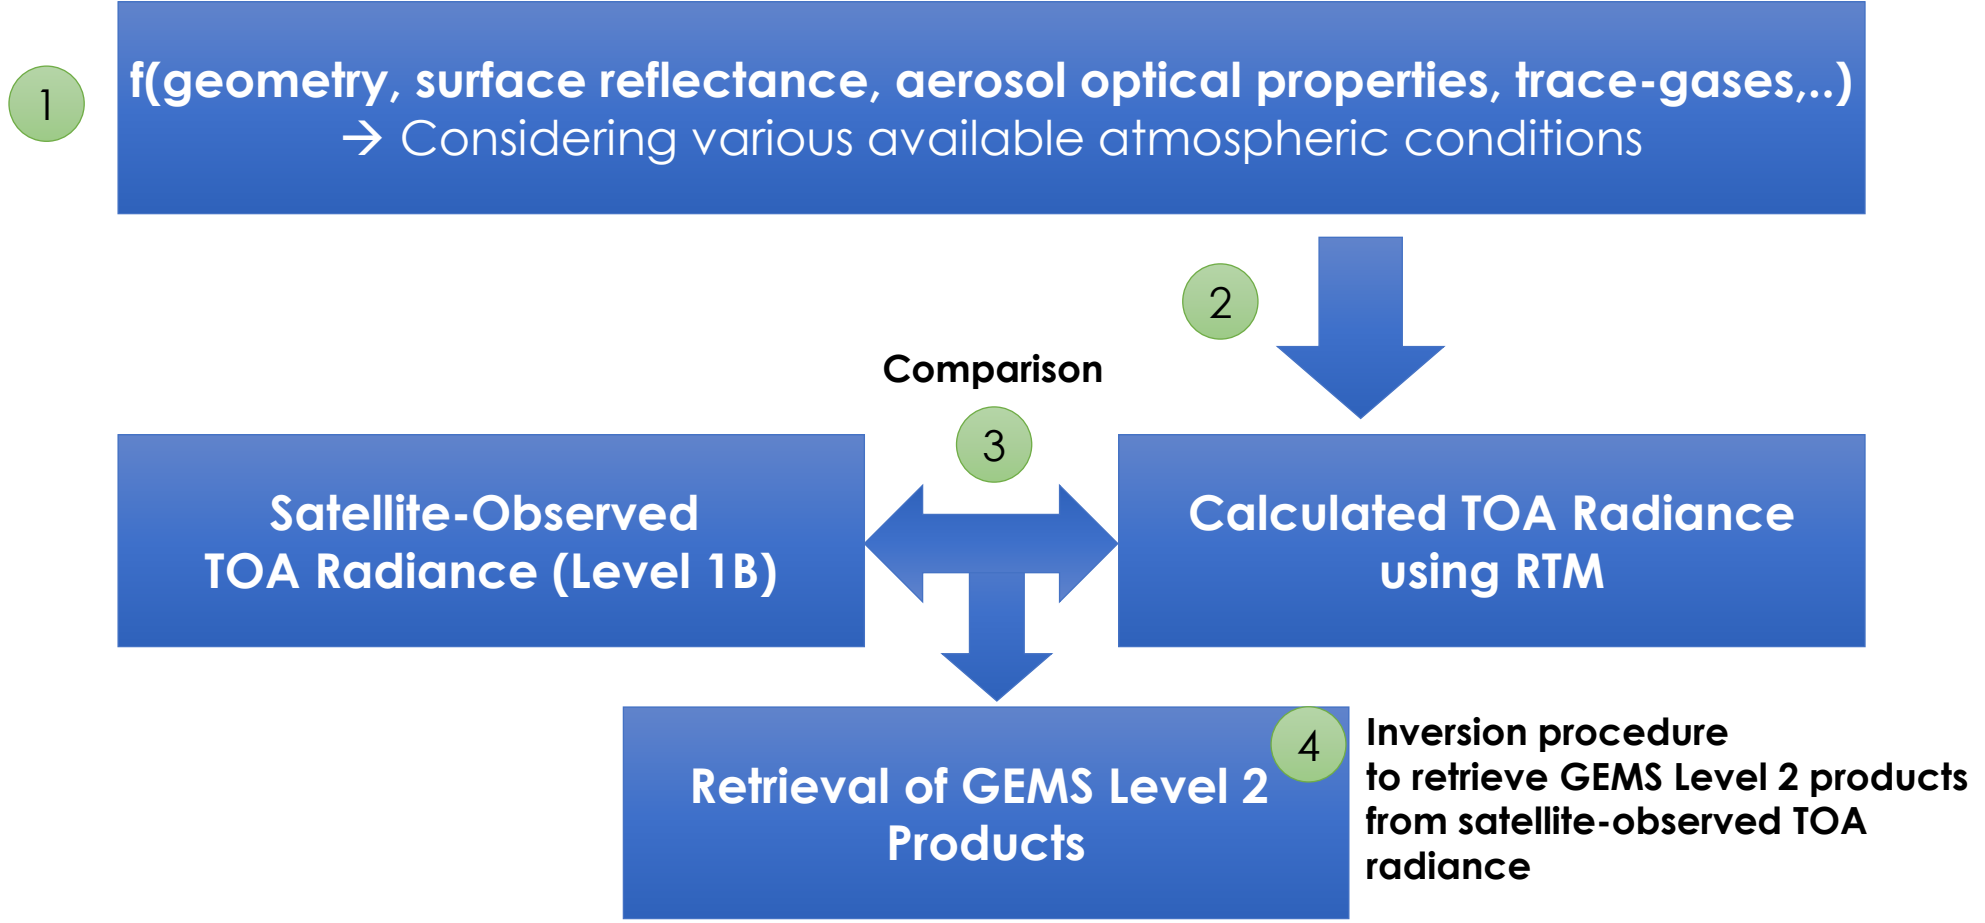 1
f(geometry, surface reflectance, aerosol optical properties, trace-gases,..)
→ Considering various available atmospheric conditions
2
Comparison
3
Satellite-Observed
TOA Radiance (Level 1B)
Calculated TOA Radiance
using RTM
4
Retrieval of GEMS Level 2
Products
Inversion procedure
to retrieve GEMS Level 2 products
from satellite-observed TOA
radiance